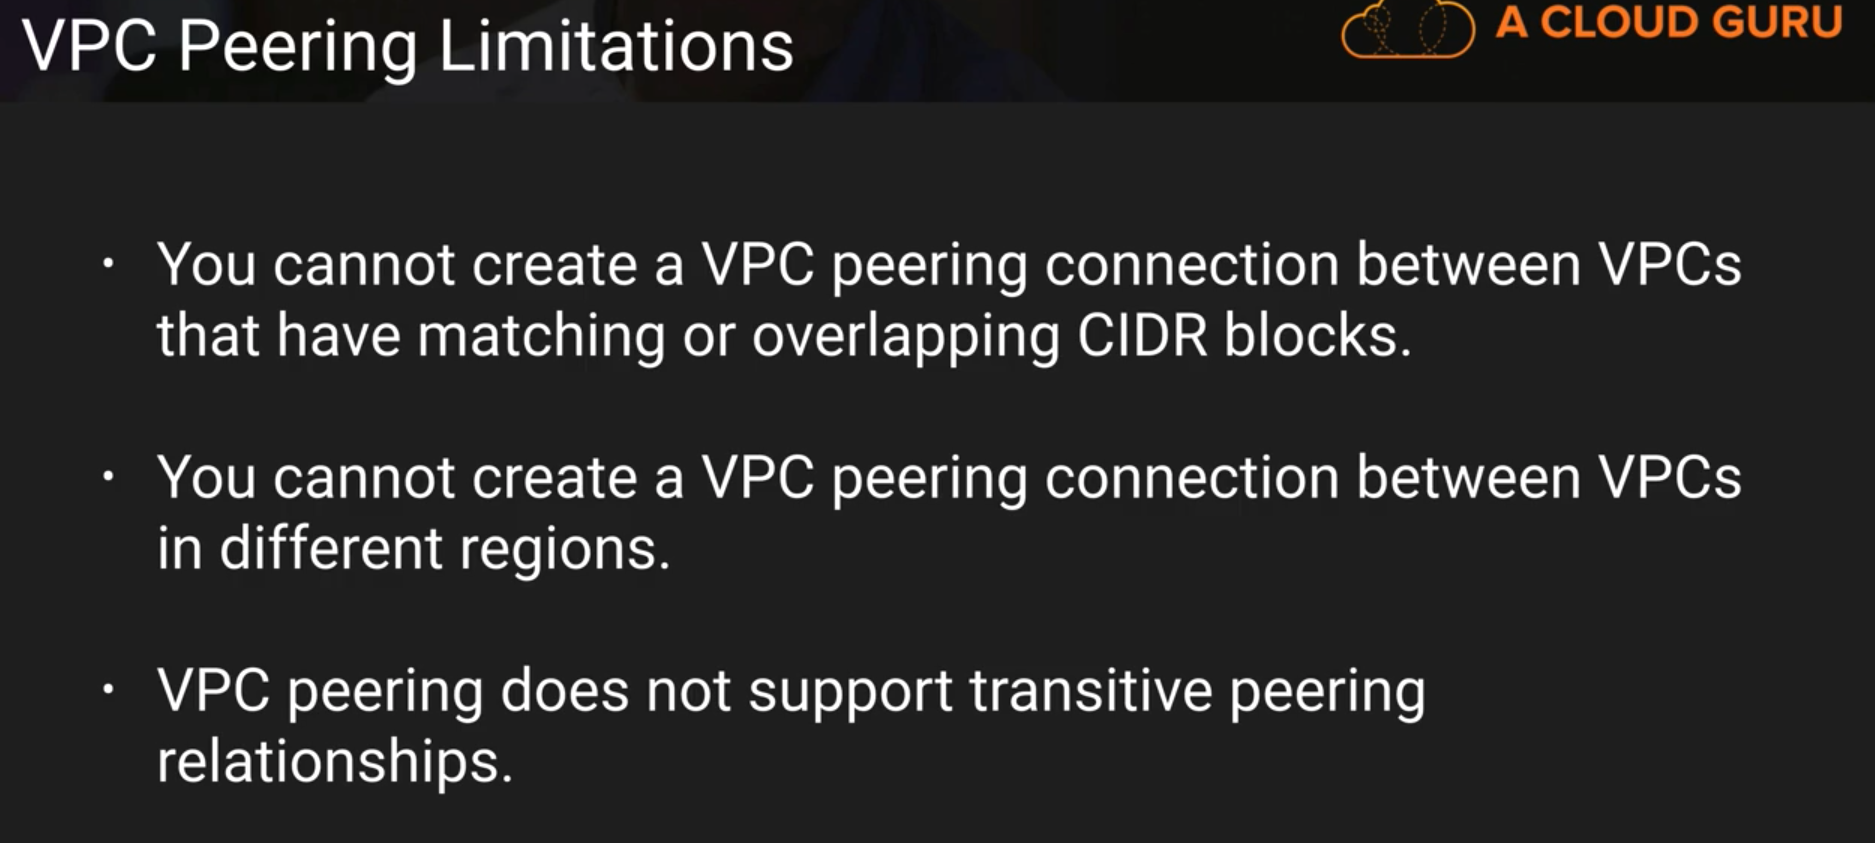 VPC Peering Limitations
A CLOUD GURU
· You cannot create a VPC peering connection between VPCs
that have matching or overlapping CIDR blocks.
· You cannot create a VPC peering connection between VPCs
in different regions.
· VPC peering does not support transitive peering
relationships.